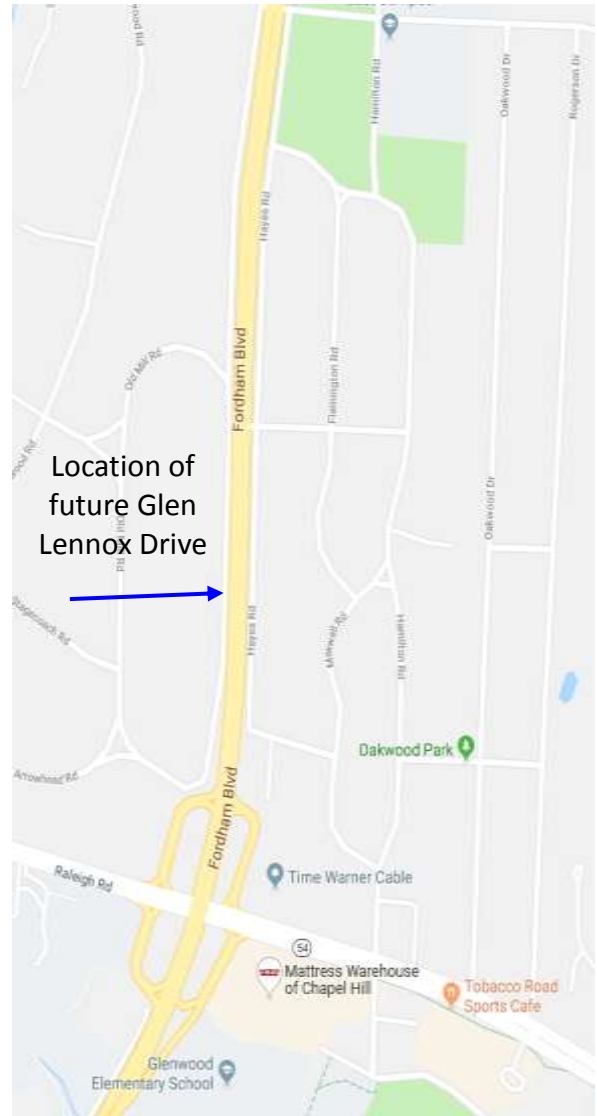 Hamilton Rd
Oakwood Dr
Rogerson Dr
Hayes Rd
Old Mill Rd
Fordham Blvd
Flemington Rd
Location of
future Glen
Lennox Drive
Oakwood Dr
Hayes Rd
Maxwell Rd
Hamilton Rd
Oakwood Park
Arrowhead Rd
Fordham Blvd
Raleigh Rd
Time Warner Cable
54
Mattress Warehouse
of Chapel Hill
Tobacco Road
Sports Cafe
Glenwood
Elementary School